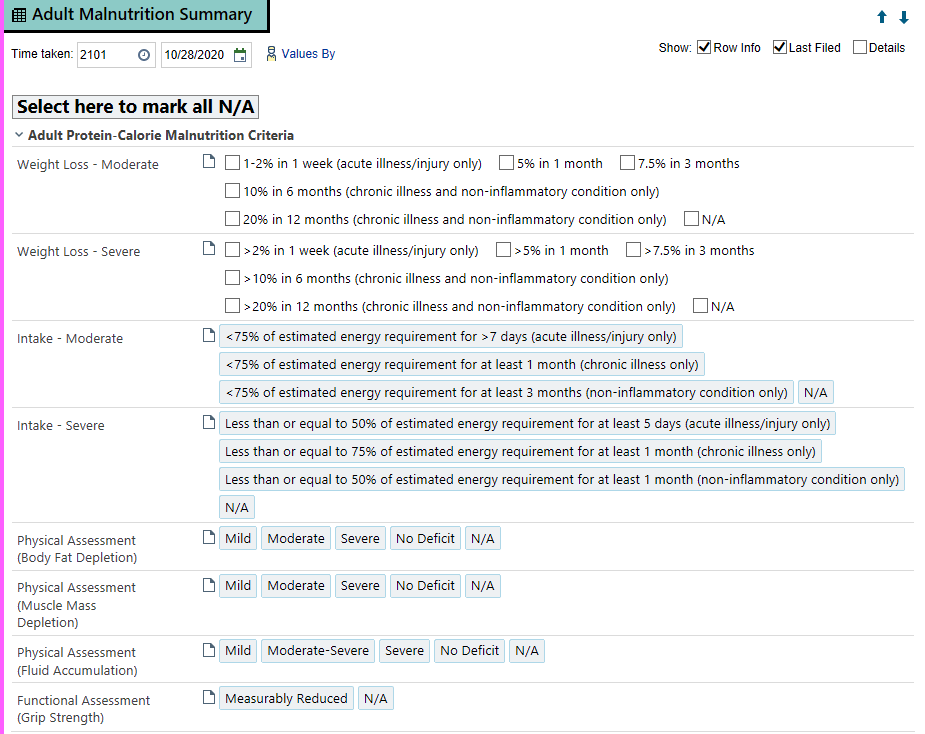 Adult Malnutrition Summary
Time taken: 2101 10/28/2020 Values By
Show: Row Info Last Filed Details
Select here to mark all N/A
Adult Protein-Calorie Malnutrition Criteria
Weight Loss - Moderate
1-2% in 1 week (acute illness/injury only) 5% in 1 month 7.5% in 3 months
10% in 6 months (chronic illness and non-inflammatory condition only)
20% in 12 months (chronic illness and non-inflammatory condition only) N/A
Weight Loss - Severe
>2% in 1 week (acute illness/injury only) >5% in 1 month >7.5% in 3 months
>10% in 6 months (chronic illness and non-inflammatory condition only)
>20% in 12 months (chronic illness and non-inflammatory condition only) N/A
Intake - Moderate
<75% of estimated energy requirement for >7 days (acute illness/injury only)
<75% of estimated energy requirement for at least 1 month (chronic illness only)
<75% of estimated energy requirement for at least 3 months (non-inflammatory condition only) N/A
Intake - Severe
Less than or equal to 50% of estimated energy requirement for at least 5 days (acute illness/injury only)
Less than or equal to 75% of estimated energy requirement for at least 1 month (chronic illness only)
Less than or equal to 50% of estimated energy requirement for at least 1 month (non-inflammatory condition only)
N/A
Physical Assessment
(Body Fat Depletion)
Mild Moderate Severe No Deficit N/A
Physical Assessment
(Muscle Mass
Depletion)
Mild Moderate Severe No Deficit N/A
Physical Assessment
(Fluid Accumulation)
Mild Moderate-Severe Severe No Deficit N/A
Functional Assessment
(Grip Strength)
Measurably Reduced N/A